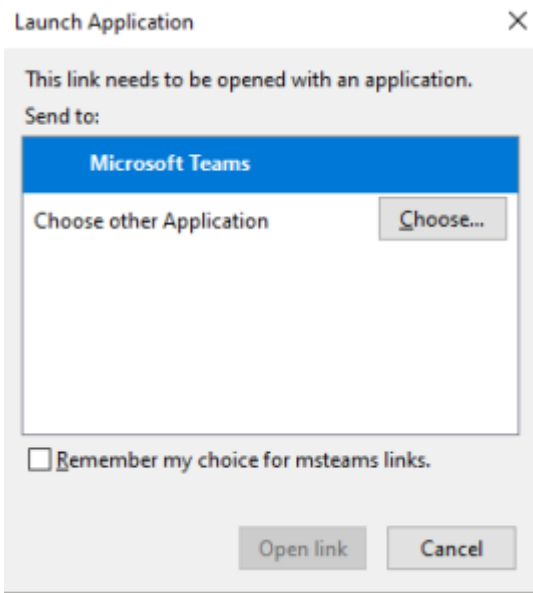 Launch Application
This link needs to be opened with an application.
Send to:
Microsoft Teams
Choose other Application
Choose...
Remember my choice for msteams links.
Open link
Cancel